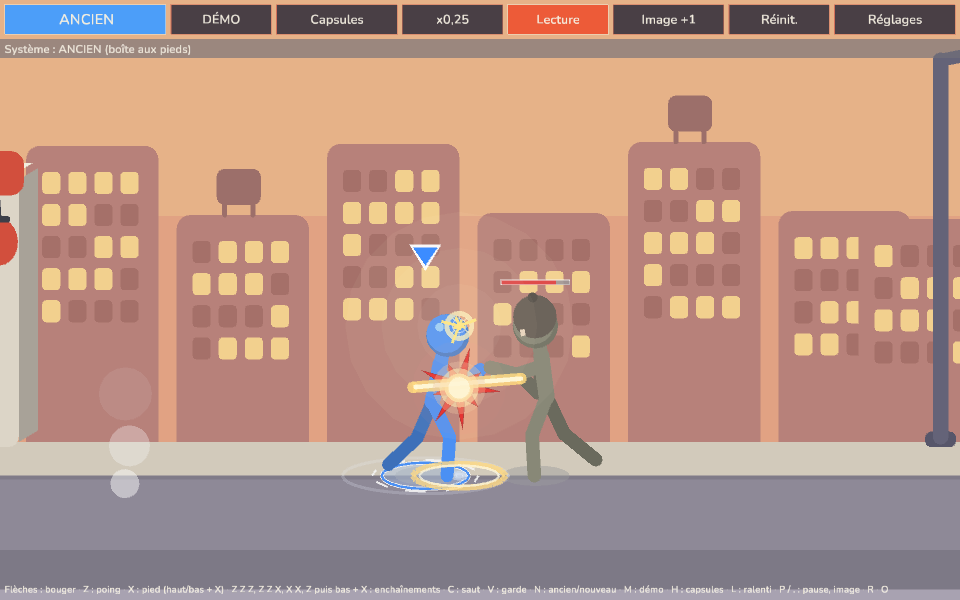 ANCIEN DÉMO Capsules x0,25 Lecture Image +1 Réinit. Réglages
Système : ANCIEN (boîte aux pieds)
Flèches : bouger Z : poing X : pied (haut/bas + X) Z Z Z, Z Z X, X X, Z puis bas + X : enchaînements C : saut V : garde N : ancien/nouveau M : démo H : capsules L : ralenti P / . : pause, image R O